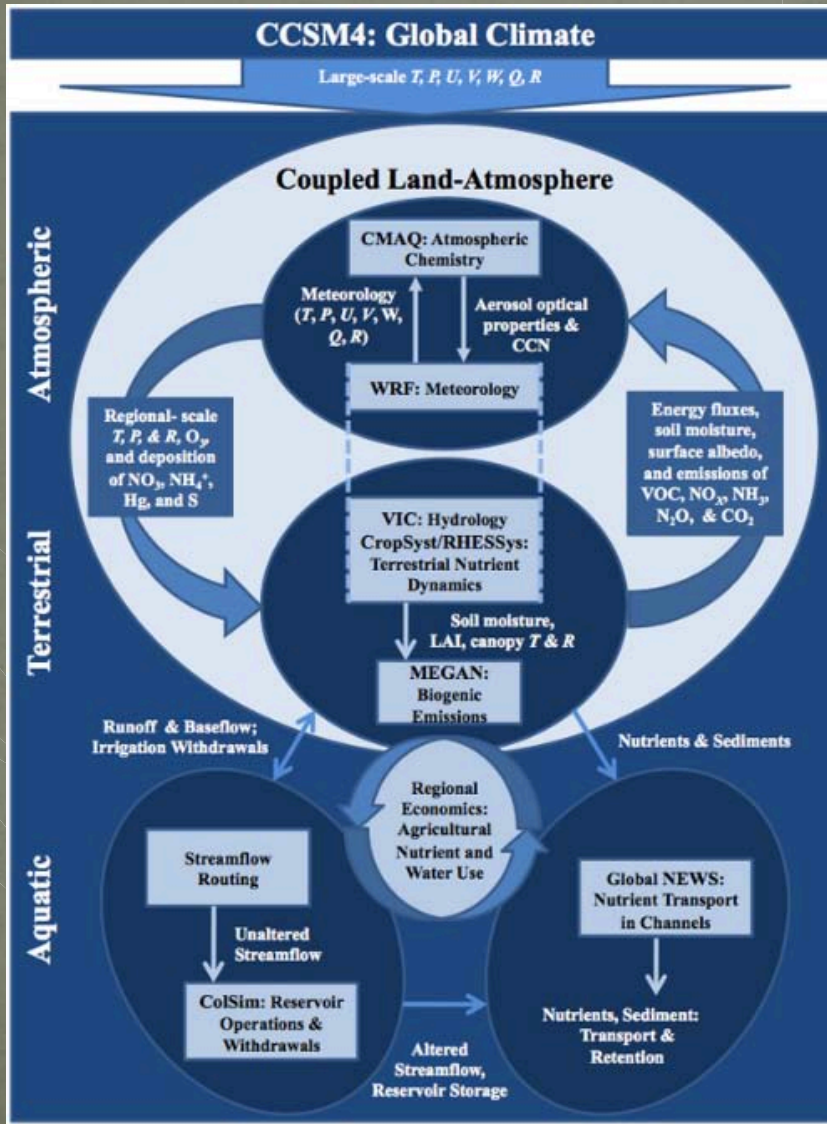 CCSM4: Global Climate
Large-scale T, P, U, V, W, Q, R
Coupled Land-Atmosphere
Atmospheric
CMAQ: Atmospheric
Chemistry
Meteorology
(T, P, U, V, W,
Q, R)
Aerosol optical
properties &
CCN
WRF: Meteorology
Regional- scale
T, P, & R, O₃,
and deposition
of NO₃, NH₄⁺,
Hg, and S
Energy fluxes,
soil moisture,
surface albedo,
and emissions of
VOC, NOₓ, NH₃,
N₂O, & CO₂
Terrestrial
VIC: Hydrology
CropSyst/RHESSys:
Terrestrial Nutrient
Dynamics
Soil moisture,
LAI, canopy T & R
MEGAN:
Biogenic
Emissions
Runoff & Baseflow;
Irrigation Withdrawals
Nutrients & Sediments
Regional
Economics:
Agricultural
Nutrient and
Water Use
Aquatic
Streamflow
Routing
Unaltered
Streamflow
ColSim: Reservoir
Operations &
Withdrawals
Altered
Streamflow,
Reservoir Storage
Global NEWS:
Nutrient Transport
in Channels
Nutrients, Sediment:
Transport &
Retention